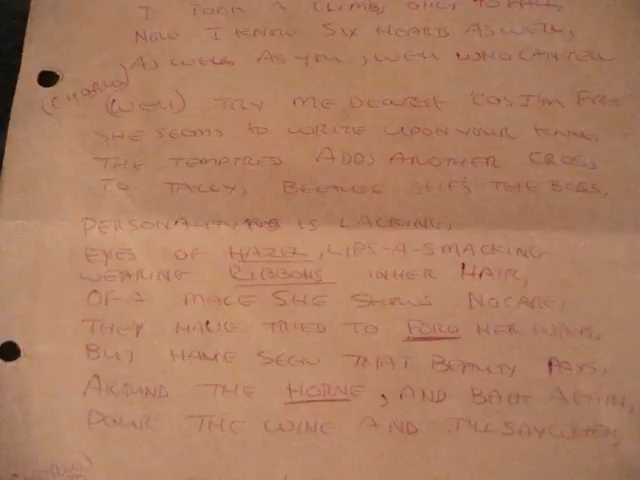 I TOOK A CLIMB, ONLY TO FALL,
NOW I KNOW SIX HEARTS AS WELL,
AS WELL AS YOU, WELL WHO CAN TELL
(CHORUS)
(WELL) TRY ME DEAREST 'COS I'M FREE
SHE SEEMS TO WRITE UPON YOUR KNEE,
THE TEMPTRESS ADDS ANOTHER CROSS
TO TALLY, BECAUSE SHE'S THE BOSS.
PERSONALITY IS LACKING,
EYES OF HAZEL, LIPS-A-SMACKING
WEARING RIBBONS IN HER HAIR,
OF A MALE SHE SHOWS NO CARE,
THEY HAVE TRIED TO FORD HER WAYS,
BUT HAVE SEEN THAT BEAUTY PAYS,
AROUND THE HORNE, AND BACK AGAIN,
POUR THE WINE AND I'LL SAY WHEN,
(CHORUS)